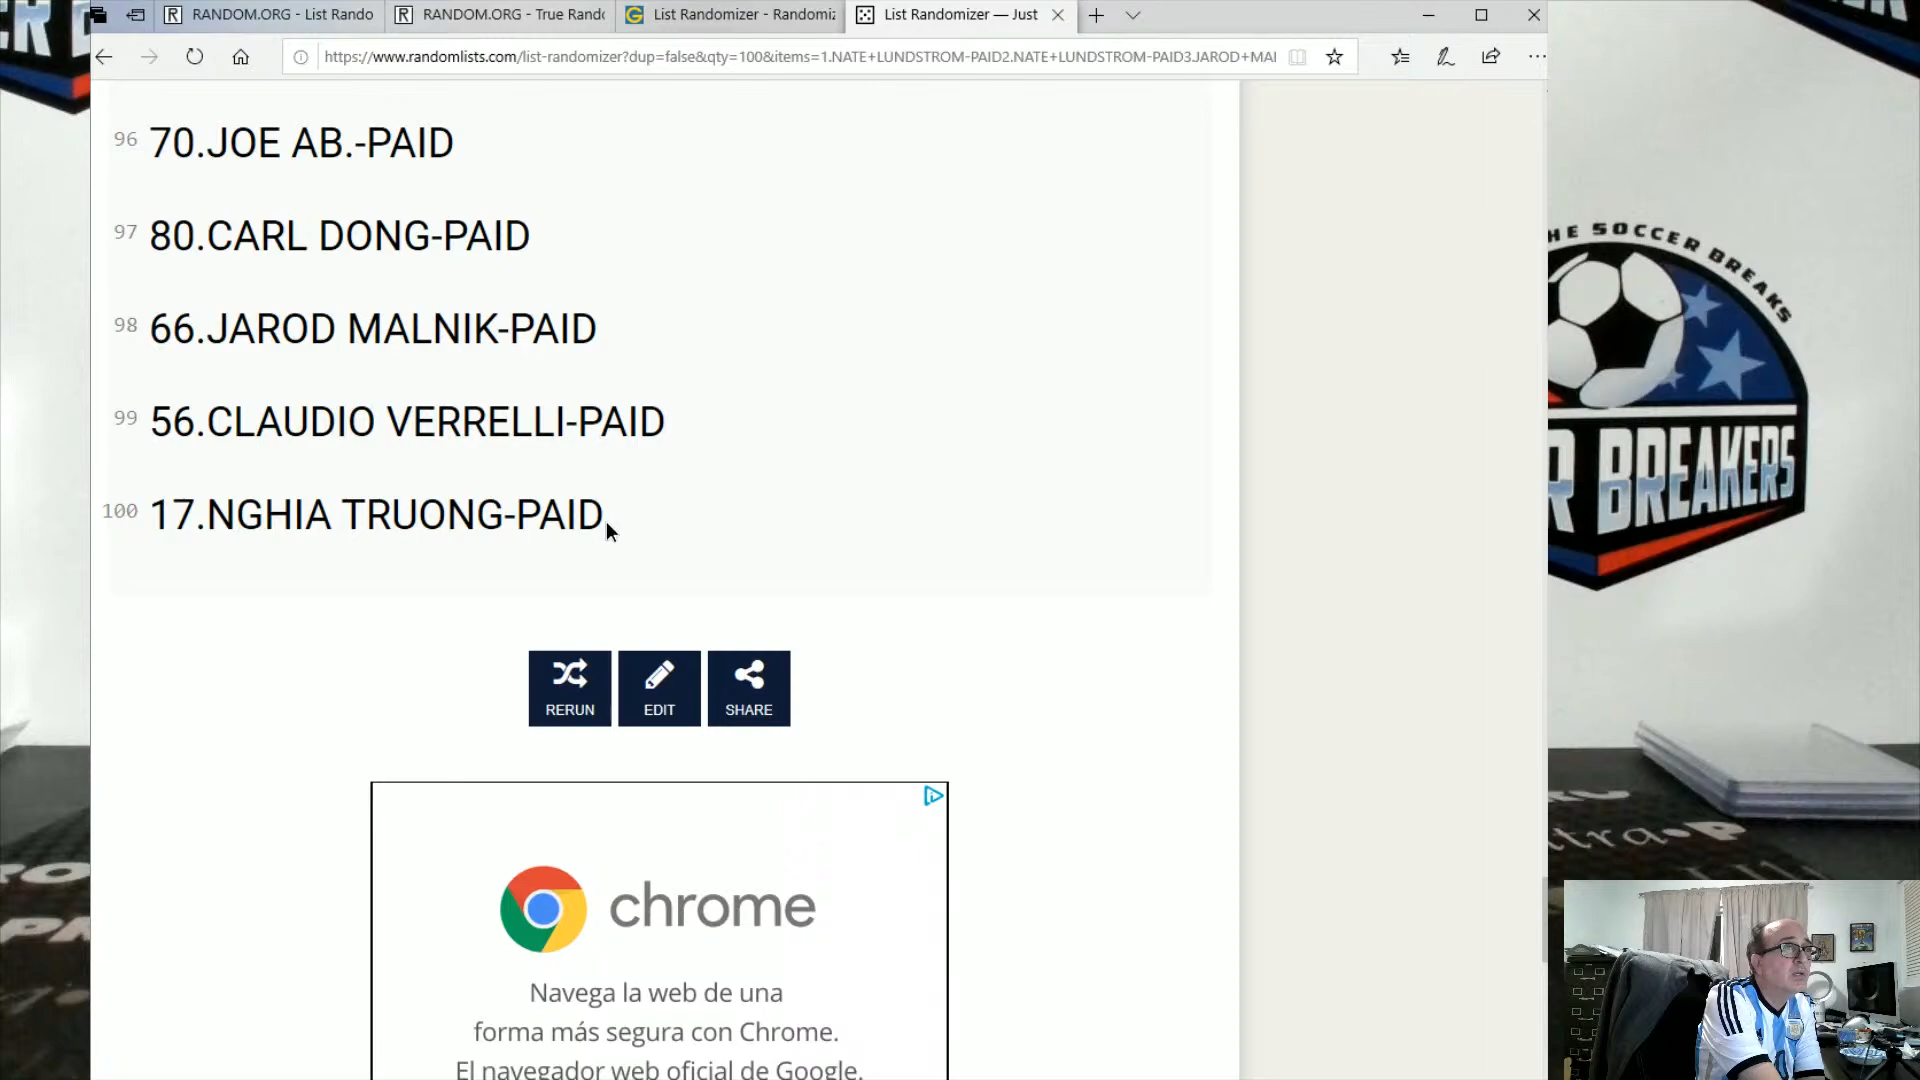 RANDOM.ORG - List Rando
RANDOM.ORG - True Rando
List Randomizer - Randomiz
List Randomizer — Just
https://www.randomlists.com/list-randomizer?dup=false&qty=100&items=1.NATE+LUNDSTROM-PAID2.NATE+LUNDSTROM-PAID3.JAROD+MAI
96 70.JOE AB.-PAID
97 80.CARL DONG-PAID
98 66.JAROD MALNIK-PAID
99 56.CLAUDIO VERRELLI-PAID
100 17.NGHIA TRUONG-PAID
RERUN EDIT SHARE
chrome
Navega la web de una
forma más segura con Chrome.
El navegador web oficial de Google.
HE SOCCER BREAKS
R BREAKERS